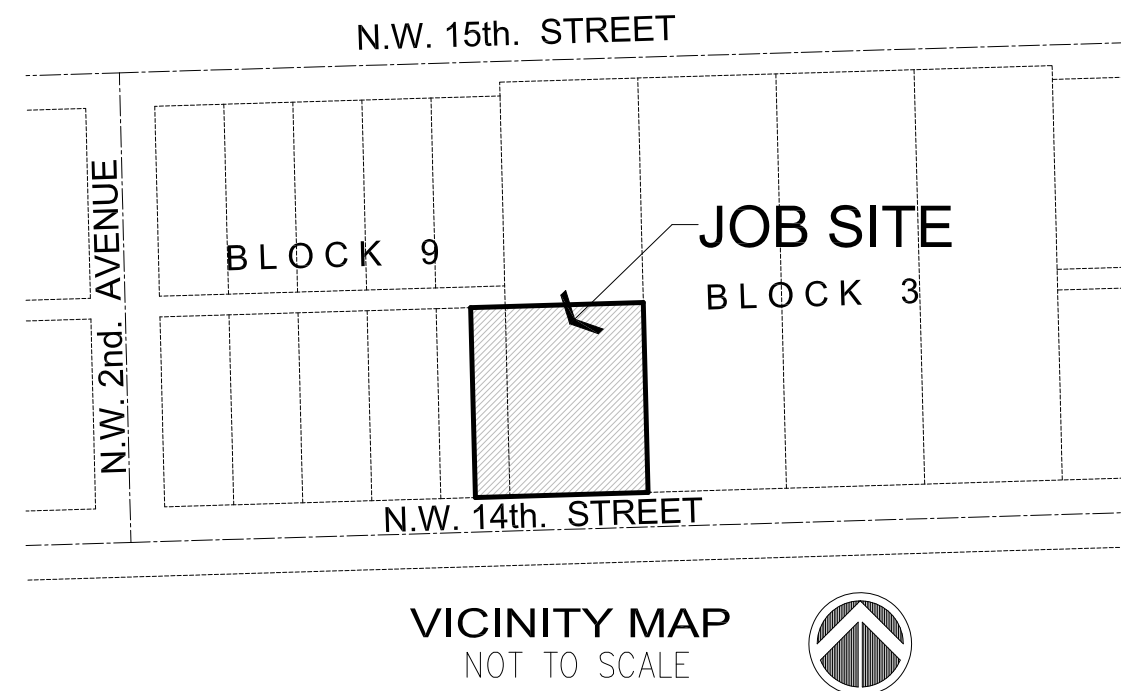 N.W. 15th. STREET
N.W. 2nd. AVENUE
JOB SITE
BLOCK 9
BLOCK 3
N.W. 14th. STREET
VICINITY MAP
NOT TO SCALE